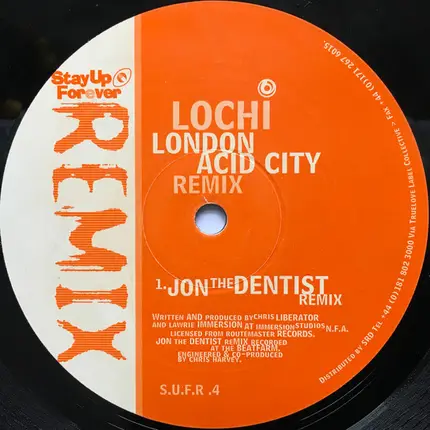 StayUp
Forever
REMIX
LOCHI
LONDON
ACID CITY
REMIX
1.JON THE DENTIST
REMIX
WRITTEN AND PRODUCED BY CHRIS LIBERATOR
AND LAWRIE IMMERSION AT IMMERSION STUDIOS N.F.A.
LICENSED FROM ROUTEMASTER RECORDS.
JON THE DENTIST REMIX RECORDED
AT THE BEATFARM.
ENGINEERED & CO-PRODUCED
BY CHRIS HARVEY.
S.U.F.R .4
DISTRIBUTED BY SRD TEL +44 (0)181 802 3000 VIA TRUELOVE LABEL COLLECTIVE > FAX +44 (0)171 267 6015.